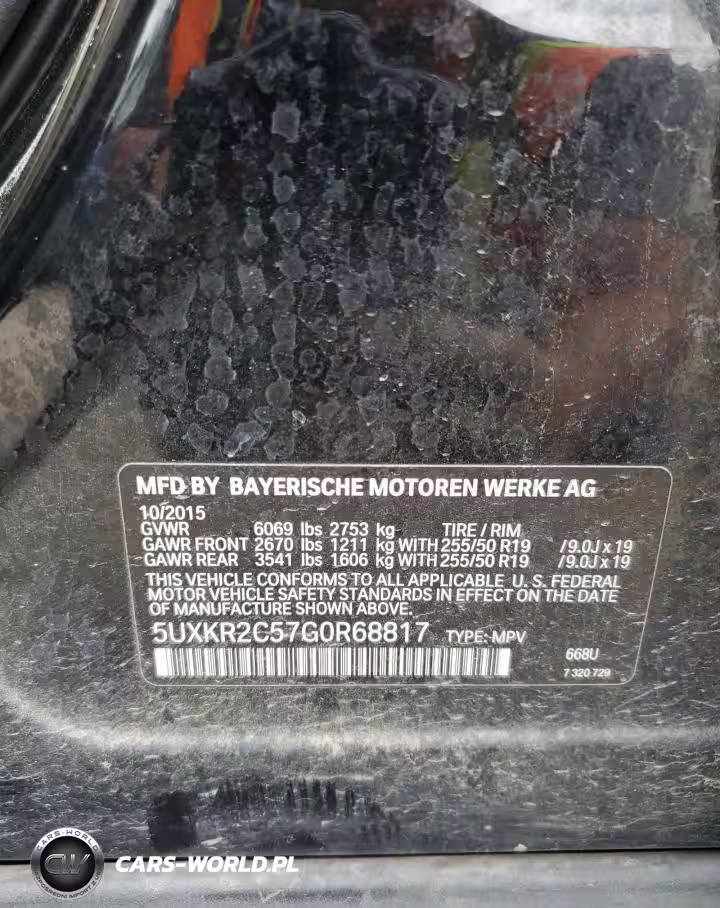 MFD BY BAYERISCHE MOTOREN WERKE AG
10/2015
GVWR 6069 lbs 2753 kg TIRE / RIM
GAWR FRONT 2670 lbs 1211 kg WITH 255/50 R19 /9.0J x 19
GAWR REAR 3541 lbs 1606 kg WITH 255/50 R19 /9.0J x 19
THIS VEHICLE CONFORMS TO ALL APPLICABLE U. S. FEDERAL
MOTOR VEHICLE SAFETY STANDARDS IN EFFECT ON THE DATE
OF MANUFACTURE SHOWN ABOVE.
5UXKR2C57G0R68817 TYPE: MPV
668U
7 320 729
CARS-WORLD
CW
CARS-WORLD.PL